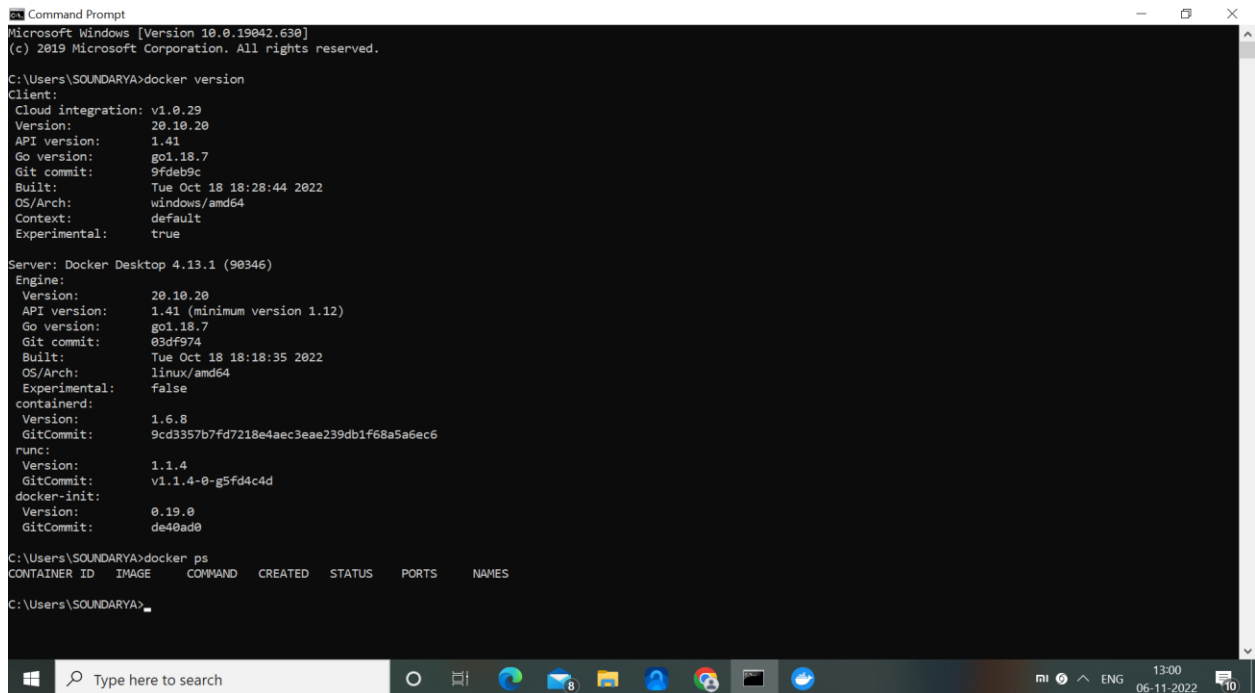 Command Prompt
Microsoft Windows [Version 10.0.19042.630]
(c) 2019 Microsoft Corporation. All rights reserved.
C:\Users\SOUNDARYA>docker version
Client:
Cloud integration: v1.0.29
Version: 20.10.20
API version: 1.41
Go version: go1.18.7
Git commit: 9fdeb9c
Built: Tue Oct 18 18:28:44 2022
OS/Arch: windows/amd64
Context: default
Experimental: true
Server: Docker Desktop 4.13.1 (90346)
Engine:
Version: 20.10.20
API version: 1.41 (minimum version 1.12)
Go version: go1.18.7
Git commit: 03df974
Built: Tue Oct 18 18:18:35 2022
OS/Arch: linux/amd64
Experimental: false
containerd:
Version: 1.6.8
GitCommit: 9cd3357b7fd7218e4aec3eae239db1f68a5a6ec6
runc:
Version: 1.1.4
GitCommit: v1.1.4-0-g5fd4c4d
docker-init:
Version: 0.19.0
GitCommit: de40ad0
C:\Users\SOUNDARYA>docker ps
CONTAINER ID IMAGE COMMAND CREATED STATUS PORTS NAMES
C:\Users\SOUNDARYA>_
Type here to search
8
ENG
13:00
06-11-2022
10